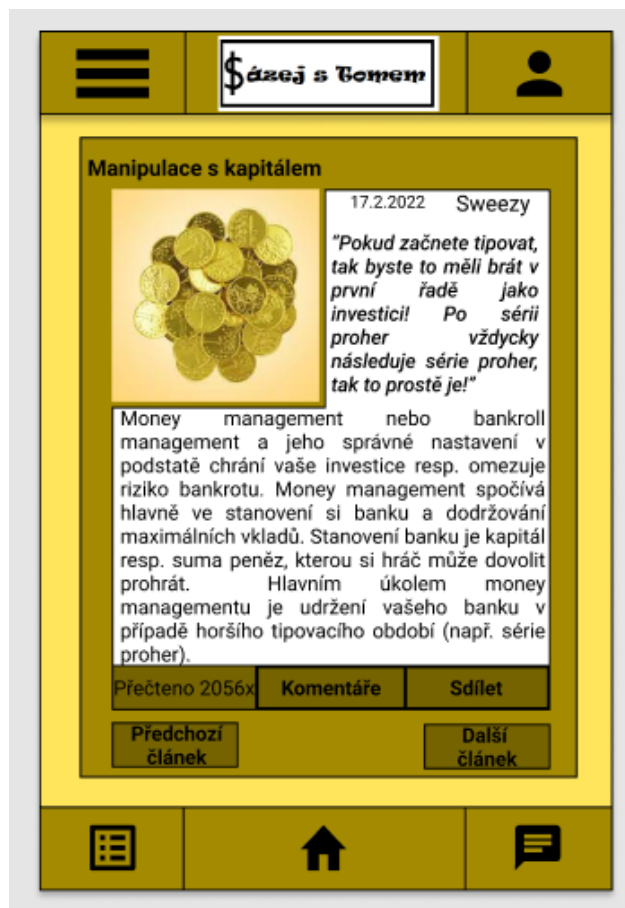 $ázej s Tomem
Manipulace s kapitálem
17.2.2022 Sweezy
"Pokud začnete tipovat,
tak byste to měli brát v
první řadě jako
investici! Po sérii
proher vždycky
následuje série proher,
tak to prostě je!"
Money management nebo bankroll
management a jeho správné nastavení v
podstatě chrání vaše investice resp. omezuje
riziko bankrotu. Money management spočívá
hlavně ve stanovení si banku a dodržování
maximálních vkladů. Stanovení banku je kapitál
resp. suma peněz, kterou si hráč může dovolit
prohrát. Hlavním úkolem money
managementu je udržení vašeho banku v
případě horšího tipovacího období (např. série
proher).
Přečteno 2056x Komentáře Sdílet
Předchozí
článek
Další
článek